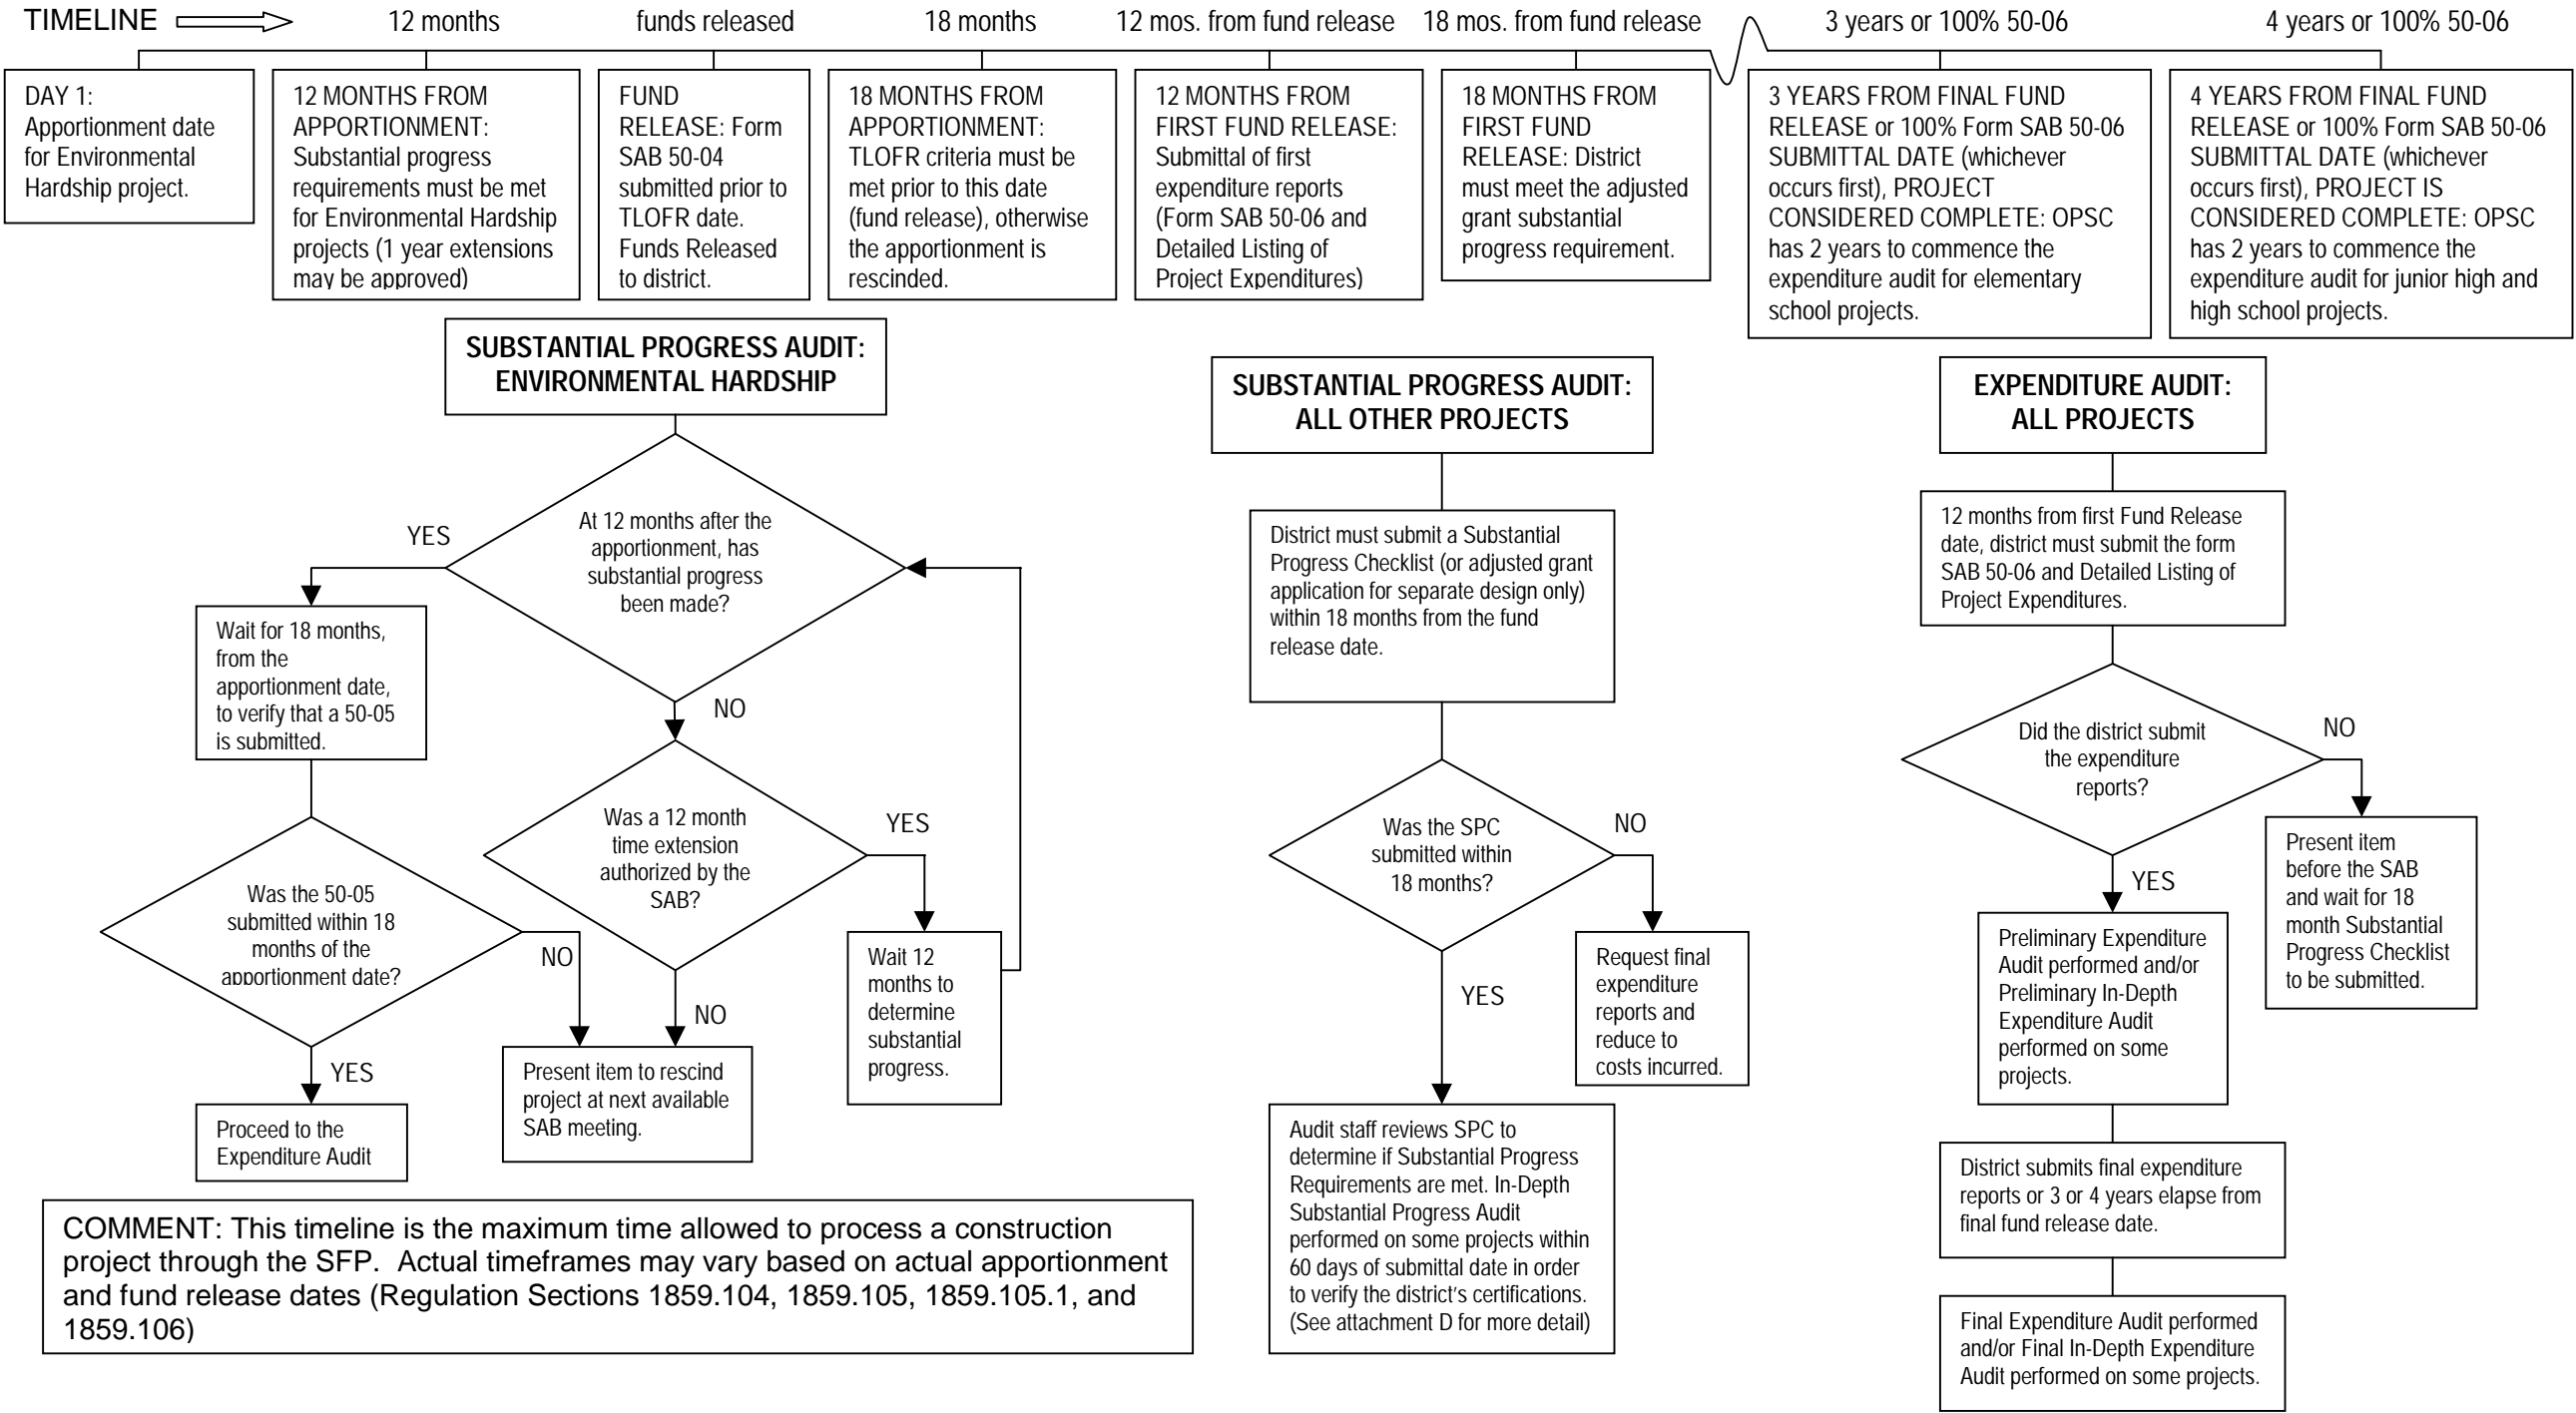 TIMELINE
12 months
funds released
18 months
12 mos. from fund release
18 mos. from fund release
3 years or 100% 50-06
4 years or 100% 50-06
DAY 1:
Apportionment date
for Environmental
Hardship project.
12 MONTHS FROM
APPORTIONMENT:
Substantial progress
requirements must be met
for Environmental Hardship
projects (1 year extensions
may be approved)
FUND
RELEASE: Form
SAB 50-04
submitted prior to
TLOFR date.
Funds Released
to district.
18 MONTHS FROM
APPORTIONMENT:
TLOFR criteria must be
met prior to this date
(fund release), otherwise
the apportionment is
rescinded.
12 MONTHS FROM
FIRST FUND RELEASE:
Submittal of first
expenditure reports
(Form SAB 50-06 and
Detailed Listing of
Project Expenditures)
18 MONTHS FROM
FIRST FUND
RELEASE: District
must meet the adjusted
grant substantial
progress requirement.
3 YEARS FROM FINAL FUND
RELEASE or 100% Form SAB 50-06
SUBMITTAL DATE (whichever
occurs first), PROJECT
CONSIDERED COMPLETE: OPSC
has 2 years to commence the
expenditure audit for elementary
school projects.
4 YEARS FROM FINAL FUND
RELEASE or 100% Form SAB 50-06
SUBMITTAL DATE (whichever
occurs first), PROJECT IS
CONSIDERED COMPLETE: OPSC
has 2 years to commence the
expenditure audit for junior high and
high school projects.
SUBSTANTIAL PROGRESS AUDIT:
ENVIRONMENTAL HARDSHIP
At 12 months after the
apportionment, has
substantial progress
been made?
YES
Wait for 18 months,
from the
apportionment date,
to verify that a 50-05
is submitted.
NO
Was a 12 month
time extension
authorized by the
SAB?
YES
Was the 50-05
submitted within 18
months of the
apportionment date?
NO
Wait 12
months to
determine
substantial
progress.
NO
YES
Present item to rescind
project at next available
SAB meeting.
Proceed to the
Expenditure Audit
SUBSTANTIAL PROGRESS AUDIT:
ALL OTHER PROJECTS
District must submit a Substantial
Progress Checklist (or adjusted grant
application for separate design only)
within 18 months from the fund
release date.
Was the SPC
submitted within
18 months?
NO
Request final
expenditure
reports and
reduce to
costs incurred.
YES
Audit staff reviews SPC to
determine if Substantial Progress
Requirements are met. In-Depth
Substantial Progress Audit
performed on some projects within
60 days of submittal date in order
to verify the district's certifications.
(See attachment D for more detail)
EXPENDITURE AUDIT:
ALL PROJECTS
12 months from first Fund Release
date, district must submit the form
SAB 50-06 and Detailed Listing of
Project Expenditures.
Did the district submit
the expenditure
reports?
NO
Present item
before the SAB
and wait for 18
month Substantial
Progress Checklist
to be submitted.
YES
Preliminary Expenditure
Audit performed and/or
Preliminary In-Depth
Expenditure Audit
performed on some
projects.
District submits final expenditure
reports or 3 or 4 years elapse from
final fund release date.
Final Expenditure Audit performed
and/or Final In-Depth Expenditure
Audit performed on some projects.
COMMENT: This timeline is the maximum time allowed to process a construction
project through the SFP. Actual timeframes may vary based on actual apportionment
and fund release dates (Regulation Sections 1859.104, 1859.105, 1859.105.1, and
1859.106)